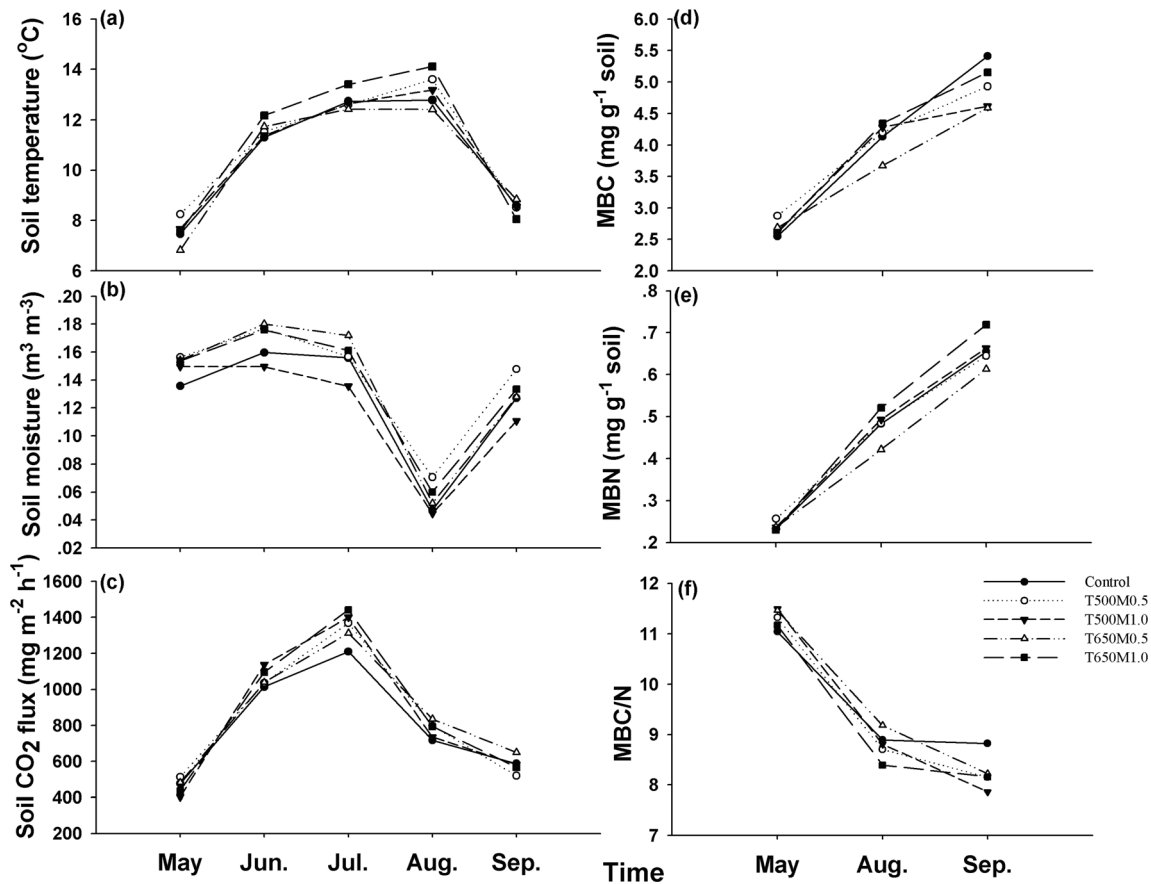 (a)
Soil temperature (°C)
16
14
12
10
8
6
(b)
Soil moisture (m³ m⁻³)
.20
.18
.16
.14
.12
.10
.08
.06
.04
.02
(c)
Soil CO₂ flux (mg m⁻² h⁻¹)
1600
1400
1200
1000
800
600
400
200
May Jun. Jul. Aug. Sep.
(d)
MBC (mg g⁻¹ soil)
6.0
5.5
5.0
4.5
4.0
3.5
3.0
2.5
2.0
(e)
MBN (mg g⁻¹ soil)
.8
.7
.6
.5
.4
.3
.2
(f)
MBC/N
12
11
10
9
8
7
Control
T500M0.5
T500M1.0
T650M0.5
T650M1.0
May Aug. Sep.
Time